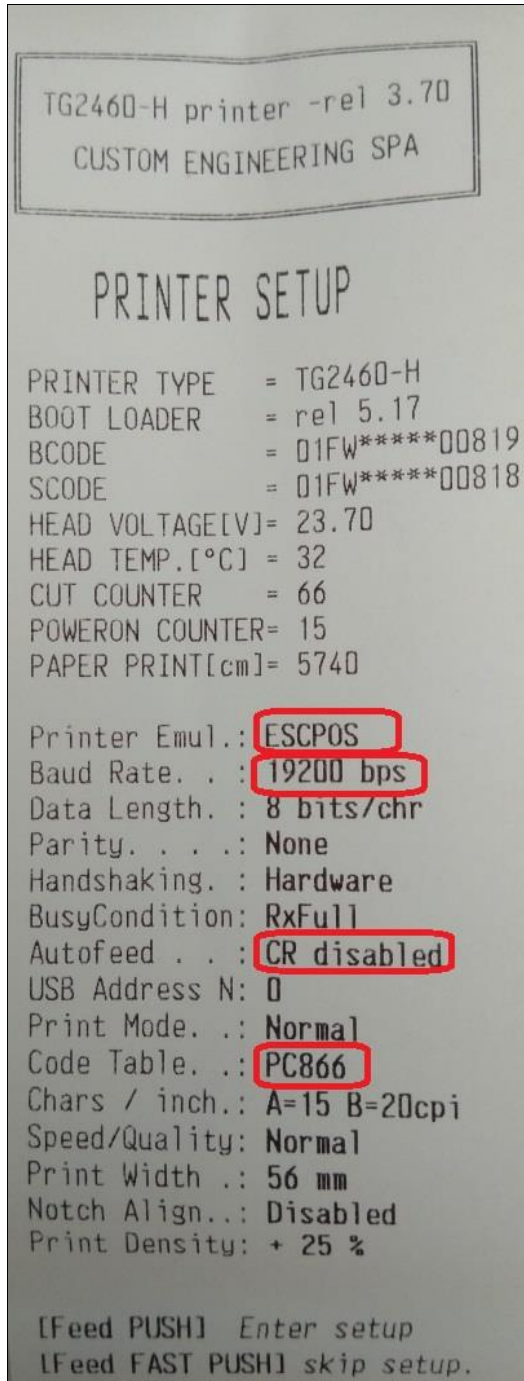 TG2460-H printer -rel 3.70
CUSTOM ENGINEERING SPA
PRINTER SETUP
PRINTER TYPE = TG2460-H
BOOT LOADER = rel 5.17
BCODE = 01FW*****00819
SCODE = 01FW*****00818
HEAD VOLTAGE[V]= 23.70
HEAD TEMP.[°C] = 32
CUT COUNTER = 66
POWERON COUNTER= 15
PAPER PRINT[cm]= 5740
Printer Emul.: ESCPOS
Baud Rate. . : 19200 bps
Data Length. : 8 bits/chr
Parity. . . .: None
Handshaking. : Hardware
BusyCondition: RxFull
Autofeed . . : CR disabled
USB Address N: 0
Print Mode. .: Normal
Code Table. .: PC866
Chars / inch.: A=15 B=20cpi
Speed/Quality: Normal
Print Width .: 56 mm
Notch Align..: Disabled
Print Density: + 25 %
[Feed PUSH] Enter setup
[Feed FAST PUSH] skip setup.